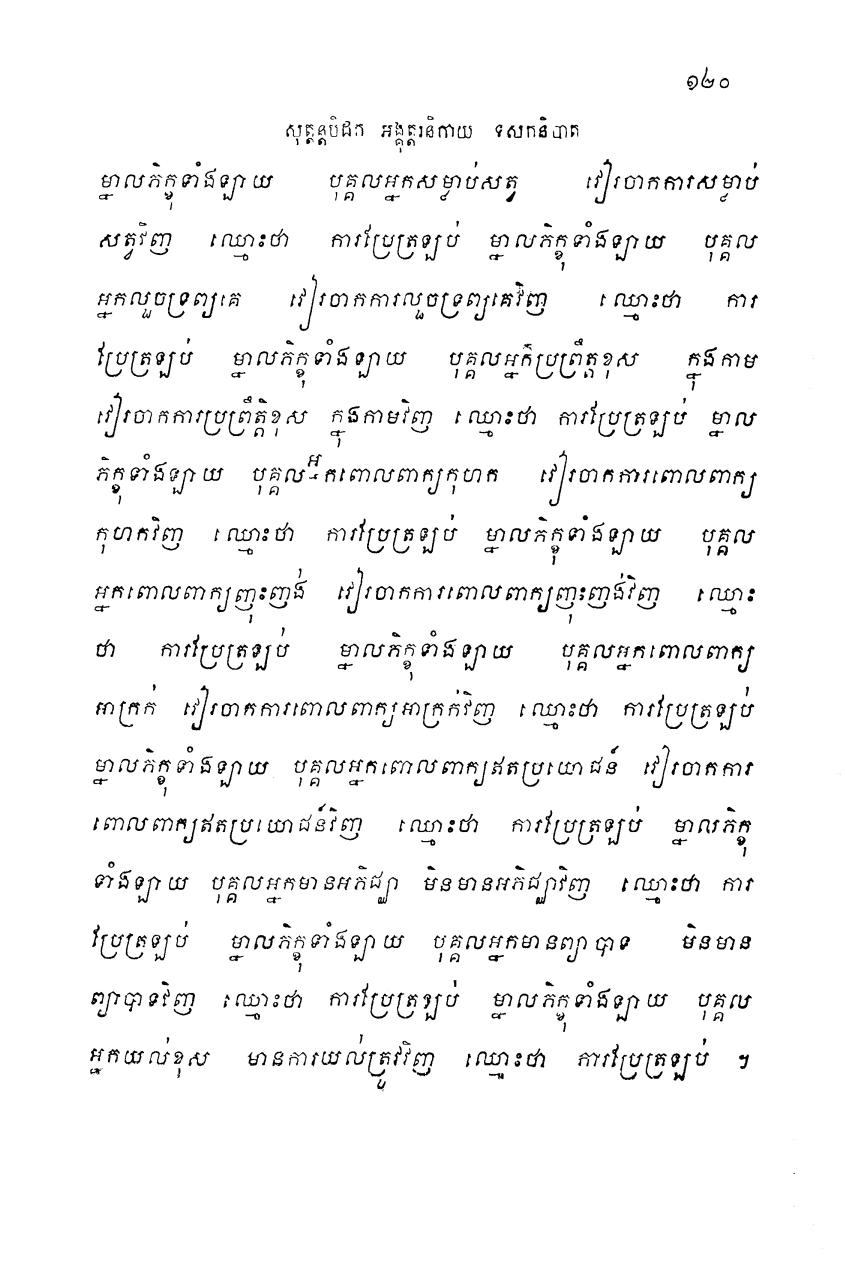 ១២០
សុត្តន្តបិដក អង្គុត្តរនិកាយ ទសកនិបាត
ម្នាលភិក្ខុទាំងឡាយ បុគ្គលអ្នកសម្លាប់សត្វ វៀរចាកការសម្លាប់
សត្វវិញ ឈ្មោះថា ការប្រែត្រឡប់ ម្នាលភិក្ខុទាំងឡាយ បុគ្គល
អ្នកលួចទ្រព្យគេ វៀរចាកការលួចទ្រព្យគេវិញ ឈ្មោះថា ការ
ប្រែត្រឡប់ ម្នាលភិក្ខុទាំងឡាយ បុគ្គលអ្នកប្រព្រឹត្តខុស ក្នុងកាម
វៀរចាកការប្រព្រឹត្តិខុស ក្នុងកាមវិញ ឈ្មោះថា ការប្រែត្រឡប់ ម្នាល
ភិក្ខុទាំងឡាយ បុគ្គលអ្នកពោលពាក្យកុហក វៀរចាកការពោលពាក្យ
កុហកវិញ ឈ្មោះថា ការប្រែត្រឡប់ ម្នាលភិក្ខុទាំងឡាយ បុគ្គល
អ្នកពោលពាក្យញុះញង់ វៀរចាកការពោលពាក្យញុះញង់វិញ ឈ្មោះ
ថា ការប្រែត្រឡប់ ម្នាលភិក្ខុទាំងឡាយ បុគ្គលអ្នកពោលពាក្យ
អាក្រក់ វៀរចាកការពោលពាក្យអាក្រក់វិញ ឈ្មោះថា ការប្រែត្រឡប់
ម្នាលភិក្ខុទាំងឡាយ បុគ្គលអ្នកពោលពាក្យឥតប្រយោជន៍ វៀរចាកការ
ពោលពាក្យឥតប្រយោជន៍វិញ ឈ្មោះថា ការប្រែត្រឡប់ ម្នាលភិក្ខុ
ទាំងឡាយ បុគ្គលអ្នកមានអភិជ្ឈា មិនមានអភិជ្ឈាវិញ ឈ្មោះថា ការ
ប្រែត្រឡប់ ម្នាលភិក្ខុទាំងឡាយ បុគ្គលអ្នកមានព្យាបាទ មិនមាន
ព្យាបាទវិញ ឈ្មោះថា ការប្រែត្រឡប់ ម្នាលភិក្ខុទាំងឡាយ បុគ្គល
អ្នកយល់ខុស មានការយល់ត្រូវវិញ ឈ្មោះថា ការប្រែត្រឡប់ ។